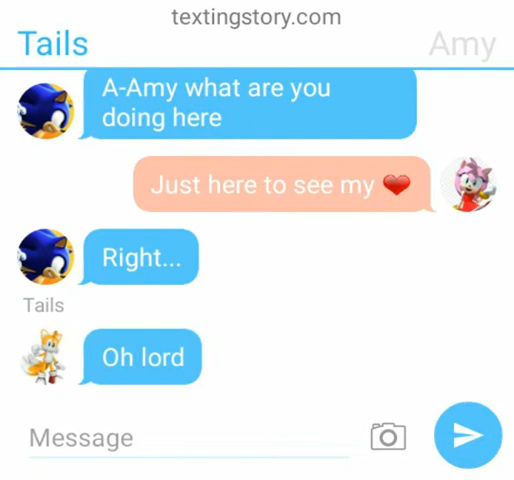 textingstory.com
Tails
Amy
A-Amy what are you
doing here
Just here to see my ❤️
Right...
Tails
Oh lord
Message